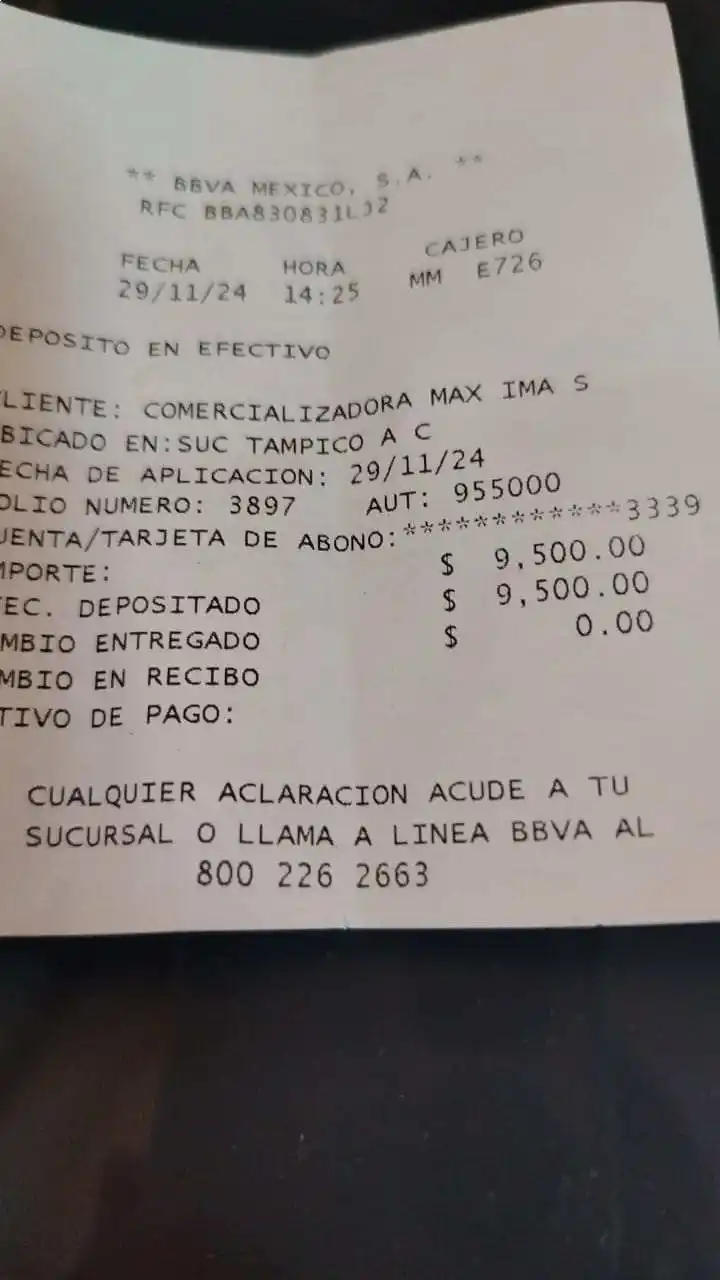 ** BBVA MEXICO, S.A. **
RFC BBA830831LJ2
FECHA HORA CAJERO
29/11/24 14:25 MM E726
DEPOSITO EN EFECTIVO
LIENTE: COMERCIALIZADORA MAX IMA S
BICADO EN:SUC TAMPICO A C
ECHA DE APLICACION: 29/11/24
OLIO NUMERO: 3897 AUT: 955000
UENTA/TARJETA DE ABONO:************3339
MPORTE: $ 9,500.00
EC. DEPOSITADO $ 9,500.00
MBIO ENTREGADO $ 0.00
MBIO EN RECIBO
TIVO DE PAGO:
CUALQUIER ACLARACION ACUDE A TU
SUCURSAL O LLAMA A LINEA BBVA AL
800 226 2663